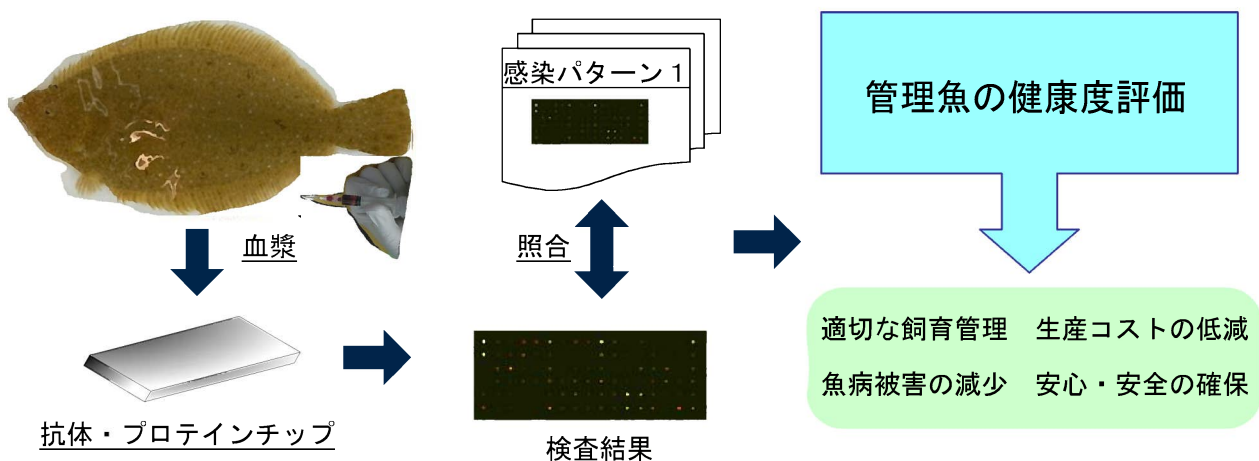 感染パターン1
管理魚の健康度評価
血漿
照合
適切な飼育管理　生産コストの低減
魚病被害の減少　安心・安全の確保
抗体・プロテインチップ
検査結果